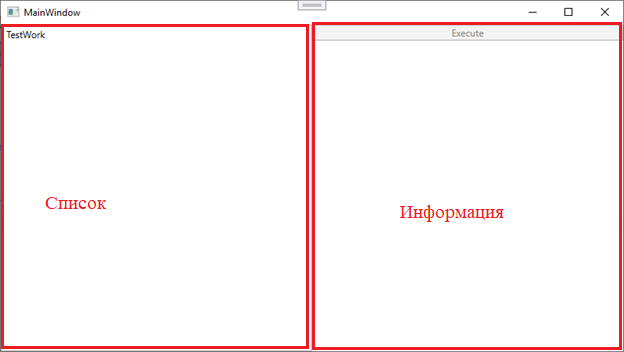 MainWindow
TestWork
Execute
Список
Информация